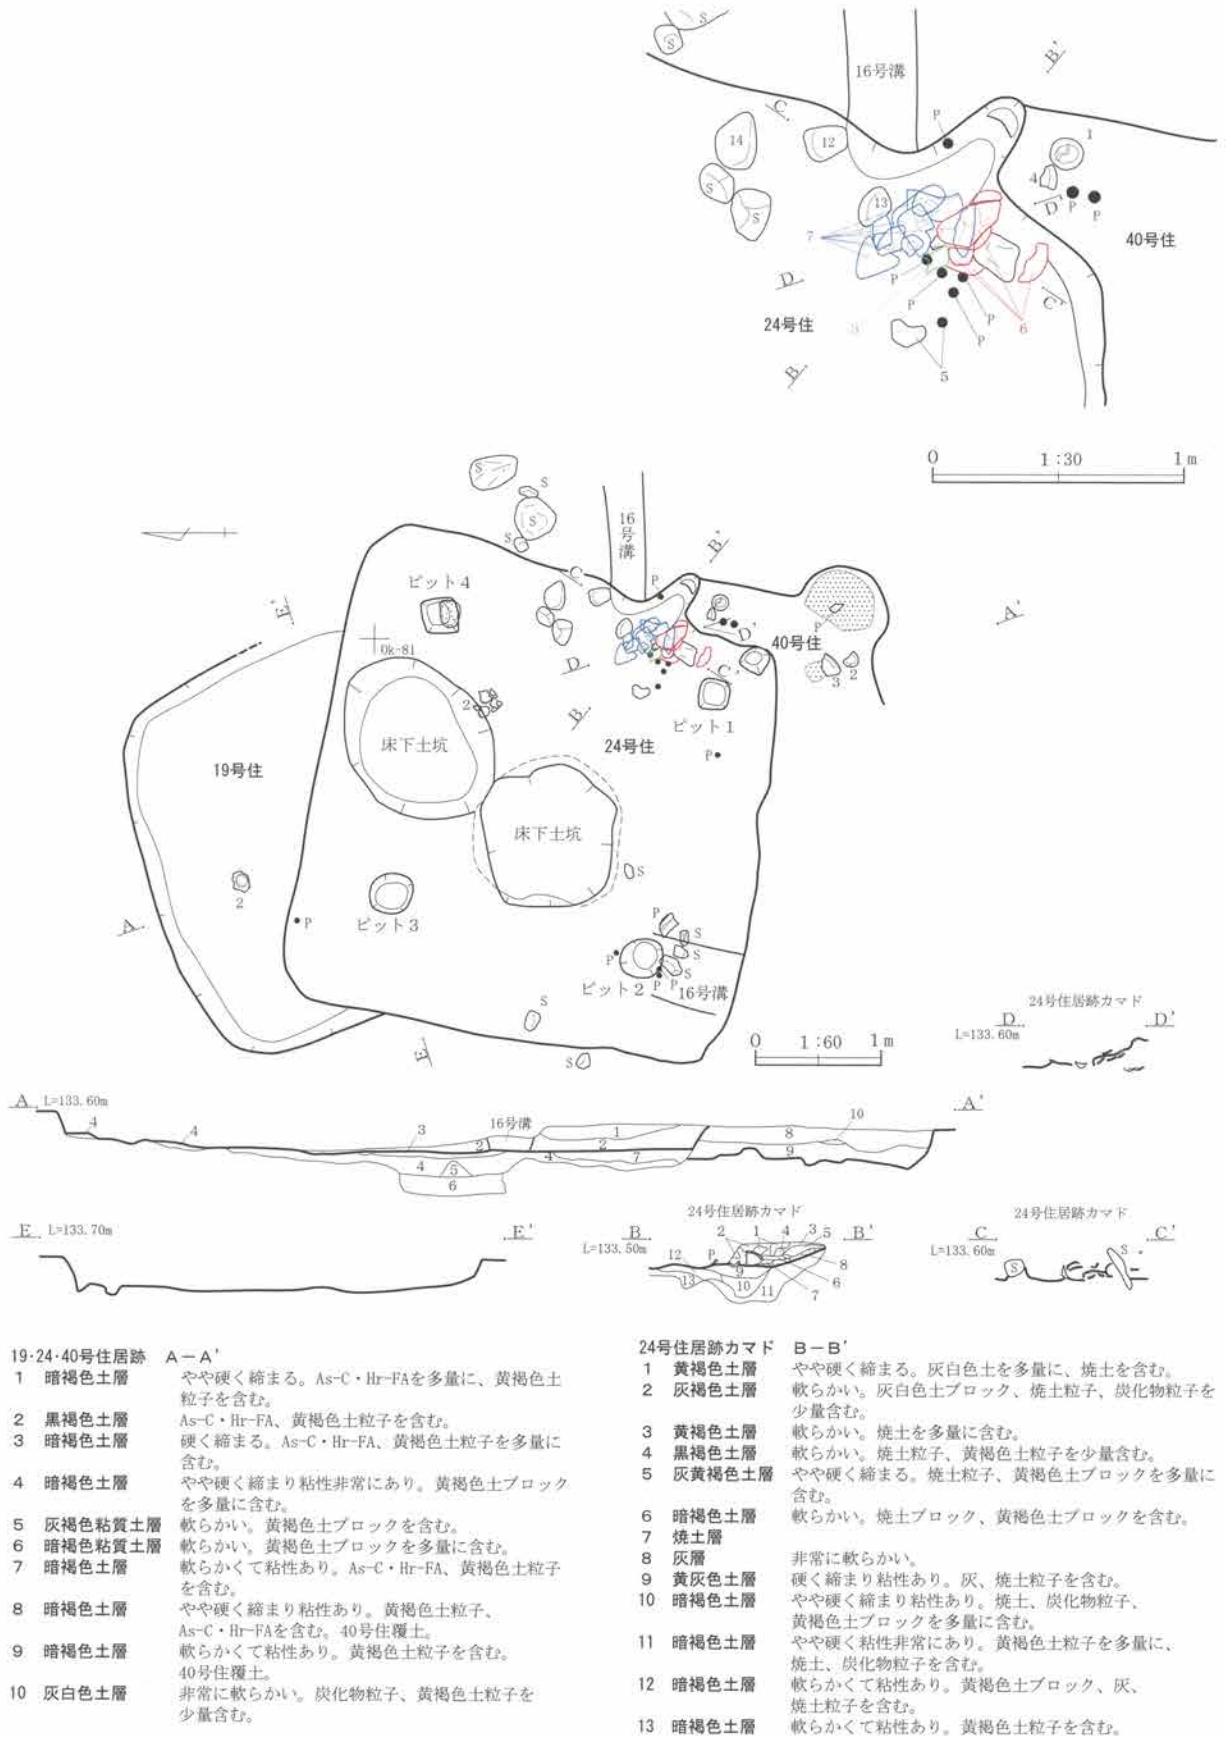 S
S
16号溝
B'
C
P
14
12
1
S
S
13
4
D'
P
P
7
40号住
D
P
P
C'
24号住
3
P
P
6
B
5
0 1:30 1m
S
S
S
S
16号溝
B'
C
P
ピット4
E'
Ok-81
D
D'
40号住
P
A'
3
2
C'
2
B
ピット1
床下土坑
24号住
P
19号住
床下土坑
S
2
A
P
ピット3
P
S
S
P
S
ピット2
P
P
16号溝
S
E
S
0 1:60 1m
24号住居跡カマド
D
D'
L=133.60m
A L=133.60m
A'
4
4
3
16号溝
2
1
2
4
7
8
10
9
4
5
6
E L=133.70m
E'
24号住居跡カマド
B
B'
L=133.50m
2 1 4 3 5
12
P
8
9
6
13
10
11
7
24号住居跡カマド
C
C'
L=133.60m
S
S
19・24・40号住居跡 A-A'
1 暗褐色土層 やや硬く締まる。As-C・Hr-FAを多量に、黄褐色土
粒子を含む。
2 黒褐色土層 As-C・Hr-FA、黄褐色土粒子を含む。
3 暗褐色土層 硬く締まる。As-C・Hr-FA、黄褐色土粒子を多量に
含む。
4 暗褐色土層 やや硬く締まり粘性非常にあり。黄褐色土ブロック
を多量に含む。
5 灰褐色粘質土層 軟らかい。黄褐色土ブロックを含む。
6 暗褐色粘質土層 軟らかい。黄褐色土ブロックを多量に含む。
7 暗褐色土層 軟らかくて粘性あり。As-C・Hr-FA、黄褐色土粒子
を含む。
8 暗褐色土層 やや硬く締まり粘性あり。黄褐色土粒子、
As-C・Hr-FAを含む。40号住覆土。
9 暗褐色土層 軟らかくて粘性あり。黄褐色土粒子を含む。
40号住覆土。
10 灰白色土層 非常に軟らかい。炭化物粒子、黄褐色土粒子を
少量含む。
24号住居跡カマド B-B'
1 黄褐色土層 やや硬く締まる。灰白色土を多量に、焼土を含む。
2 灰褐色土層 軟らかい。灰白色土ブロック、焼土粒子、炭化物粒子を
少量含む。
3 黄褐色土層 軟らかい。焼土を多量に含む。
4 黒褐色土層 軟らかい。焼土粒子、黄褐色土粒子を少量含む。
5 灰黄褐色土層 やや硬く締まる。焼土粒子、黄褐色土ブロックを多量に
含む。
6 暗褐色土層 軟らかい。焼土ブロック、黄褐色土ブロックを含む。
7 焼土層
8 灰層 非常に軟らかい。
9 黄灰色土層 硬く締まり粘性あり。灰、焼土粒子を含む。
10 暗褐色土層 やや硬く締まり粘性あり。焼土、炭化物粒子、
黄褐色土ブロックを多量に含む。
11 暗褐色土層 やや硬く粘性非常にあり。黄褐色土粒子を多量に、
焼土、炭化物粒子を含む。
12 暗褐色土層 軟らかくて粘性あり。黄褐色土ブロック、灰、
焼土粒子を含む。
13 暗褐色土層 軟らかくて粘性あり。黄褐色土粒子を含む。